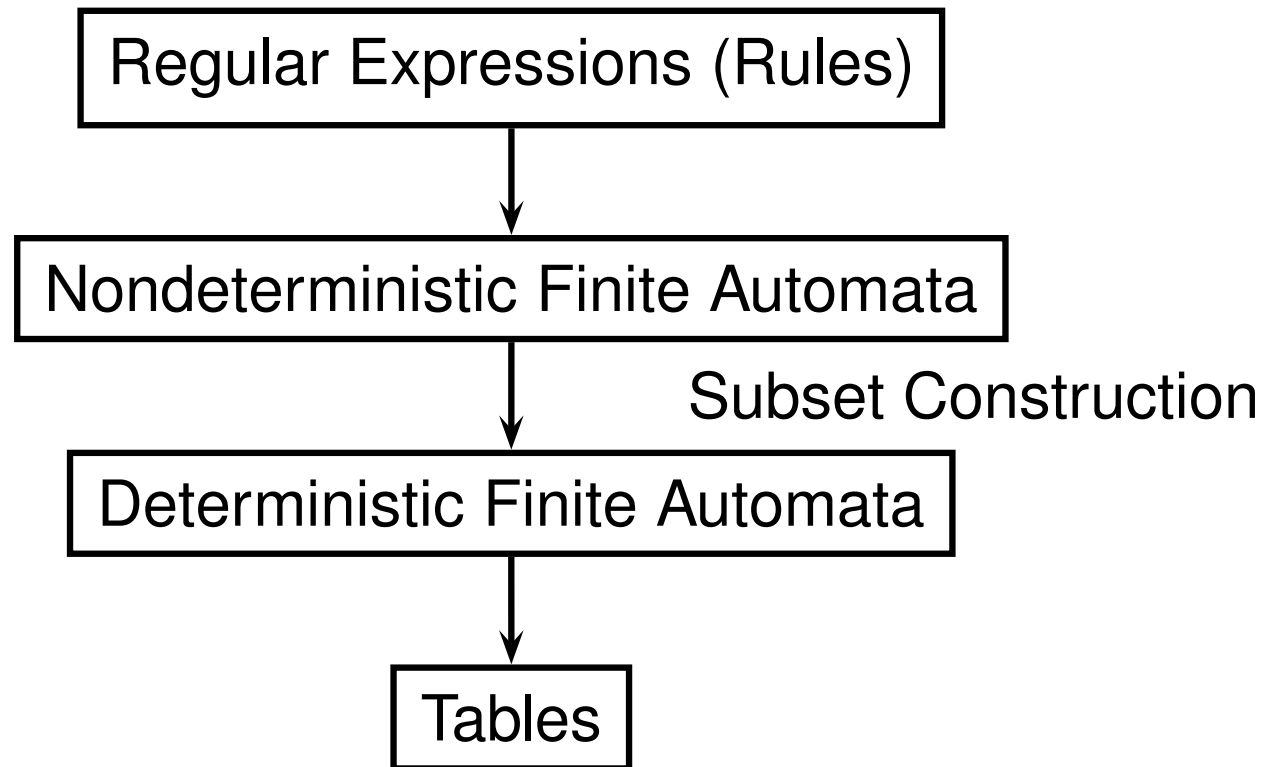 Regular Expressions (Rules)
Nondeterministic Finite Automata
Subset Construction
Deterministic Finite Automata
Tables